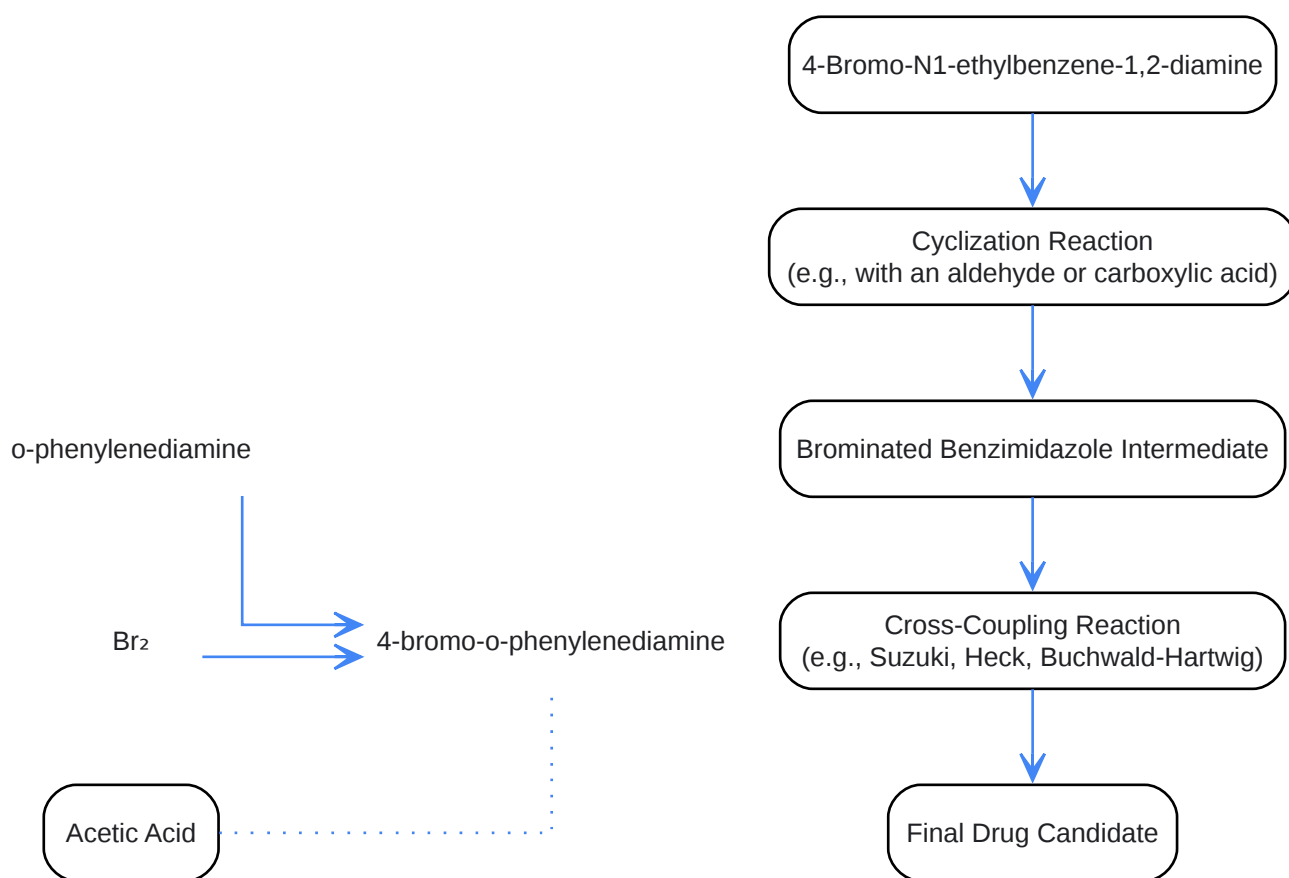 4-Bromo-N1-ethylbenzene-1,2-diamine
Cyclization Reaction
(e.g., with an aldehyde or carboxylic acid)
Brominated Benzimidazole Intermediate
Cross-Coupling Reaction
(e.g., Suzuki, Heck, Buchwald-Hartwig)
Final Drug Candidate
o-phenylenediamine
Br₂
4-bromo-o-phenylenediamine
Acetic Acid